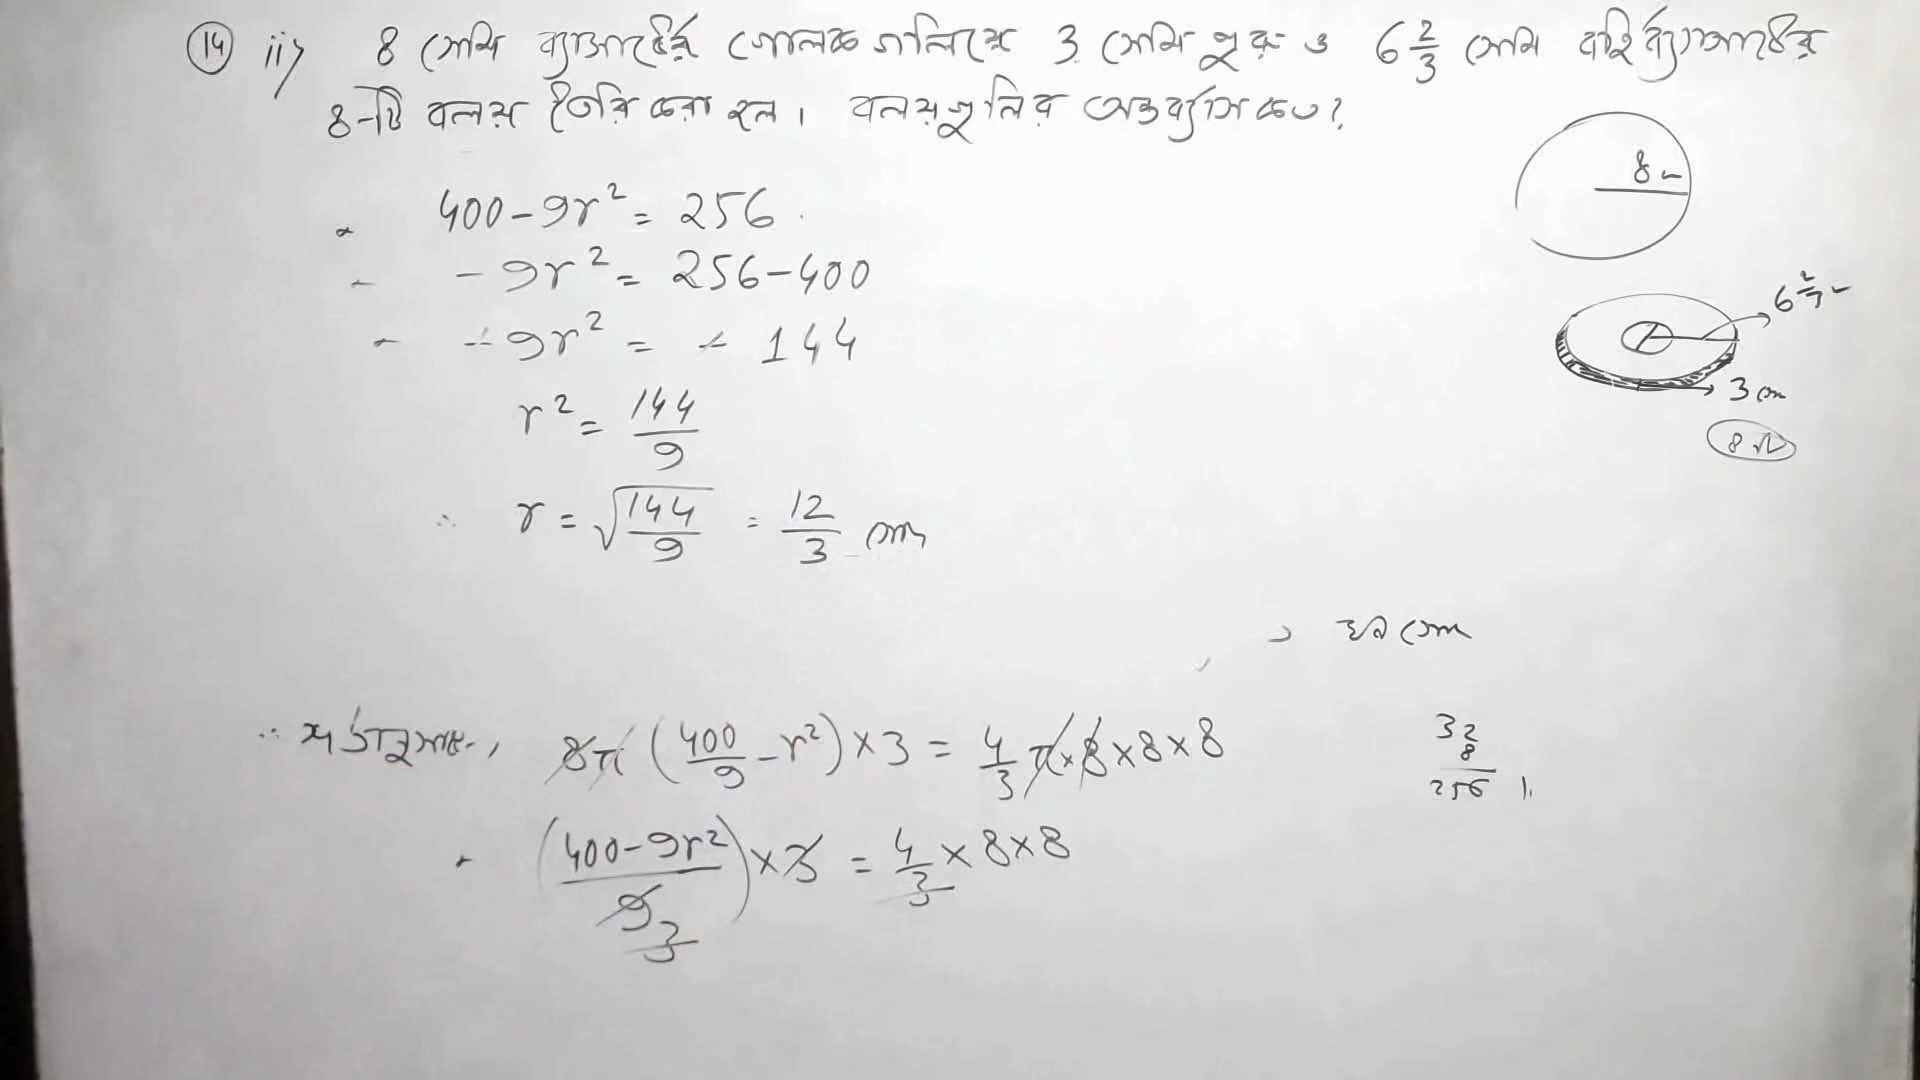 14 ii> 8 সেমি ব্যাসার্ধের গোলক গলিয়ে 3 সেমি পুরু ও 6 2/3 সেমি বহির্ব্যাসার্ধের
8-টি বলয় তৈরি করা হল। বলয়গুলির অন্তর্ব্যাস কত?
8
400-9r² = 256
- 9r² = 256-400
- 9r² = - 144
r² = 144/9
∴ r = √144/9 = 12/3 cm
6
3 cm
8
ঘন সেমি
∴ শর্তানুসারে, 8π (400/9 - r²) × 3 = 4/3 π × 8 × 8 × 8
(400-9r²/9 3) × 3 = 4/3 × 8 × 8
32
8
256